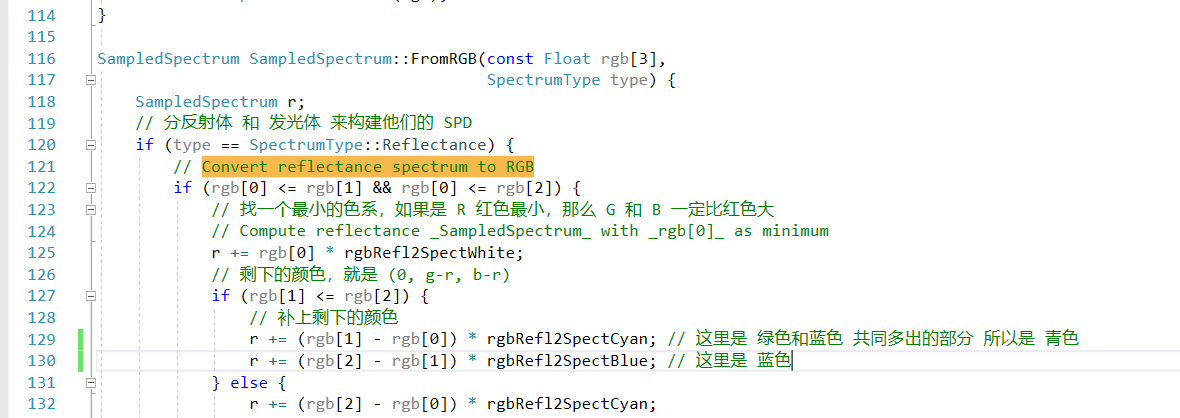 114 }
115
116 SampledSpectrum SampledSpectrum::FromRGB(const Float rgb[3],
117 SpectrumType type) {
118 SampledSpectrum r;
119 // 分反射体 和 发光体 来构建他们的 SPD
120 if (type == SpectrumType::Reflectance) {
121 // Convert reflectance spectrum to RGB
122 if (rgb[0] <= rgb[1] && rgb[0] <= rgb[2]) {
123 // 找一个最小的色系，如果是 R 红色最小，那么 G 和 B 一定比红色大
124 // Compute reflectance _SampledSpectrum_ with _rgb[0]_ as minimum
125 r += rgb[0] * rgbRefl2SpectWhite;
126 // 剩下的颜色，就是 (0, g-r, b-r)
127 if (rgb[1] <= rgb[2]) {
128 // 补上剩下的颜色
129 r += (rgb[1] - rgb[0]) * rgbRefl2SpectCyan; // 这里是 绿色和蓝色 共同多出的部分 所以是 青色
130 r += (rgb[2] - rgb[1]) * rgbRefl2SpectBlue; // 这里是 蓝色
131 } else {
132 r += (rgb[2] - rgb[0]) * rgbRefl2SpectCyan;